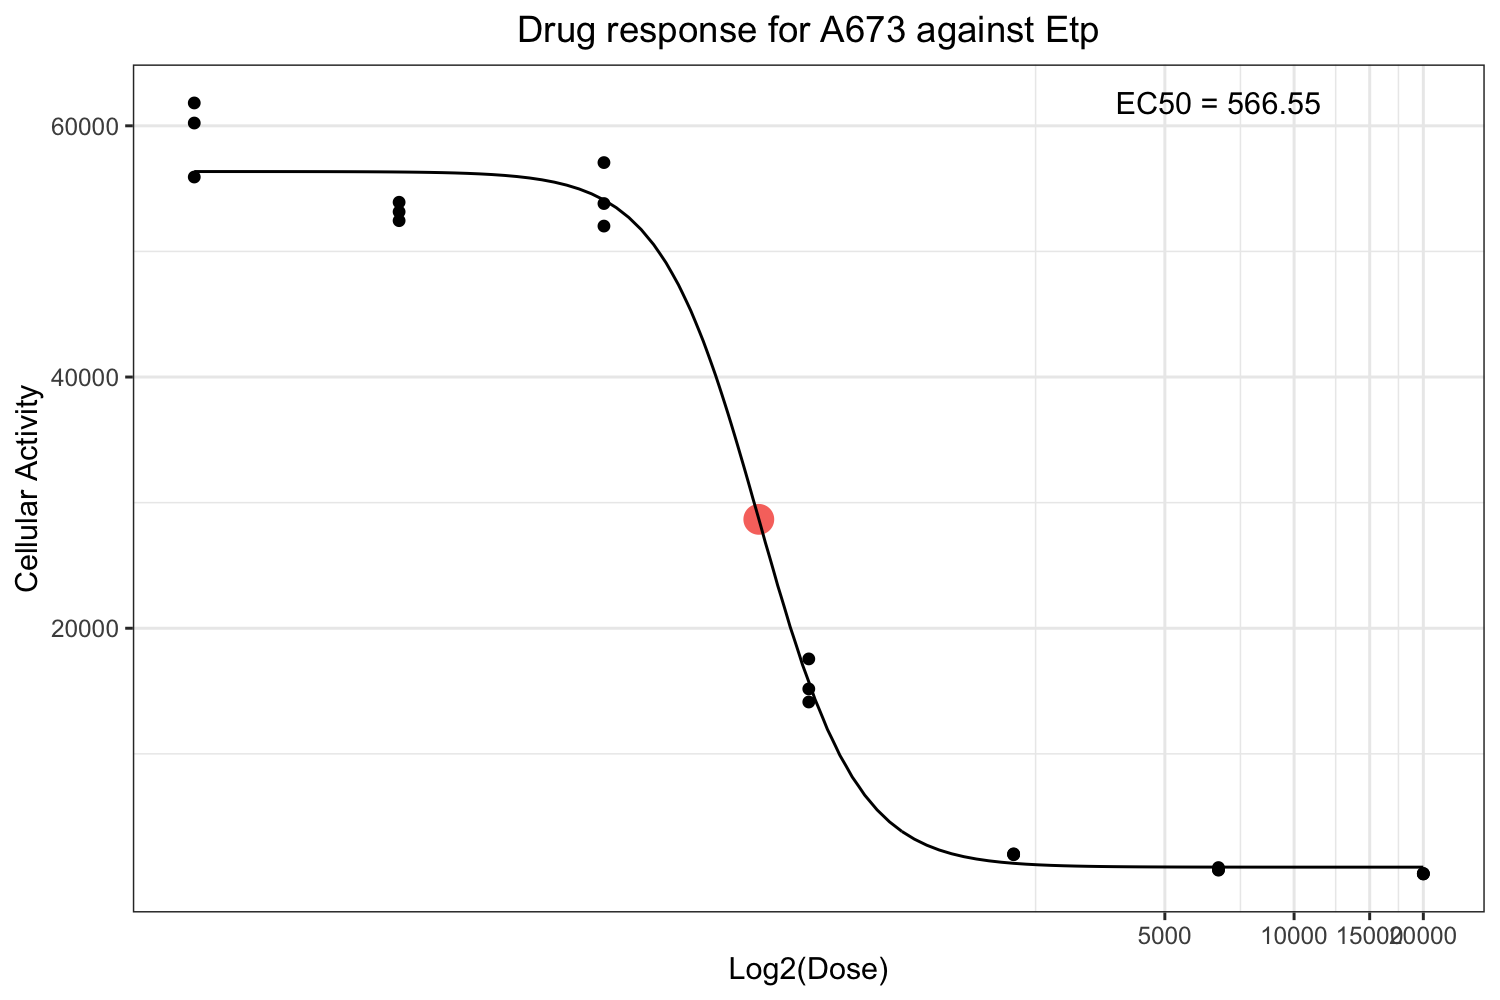 Drug response for A673 against Etp
EC50 = 566.55
60000
40000
20000
Cellular Activity
5000 10000 15000 20000
Log2(Dose)